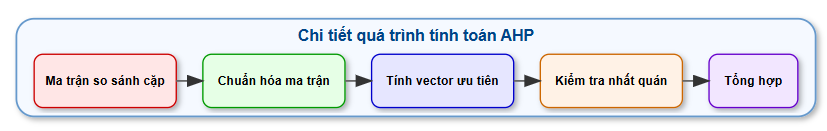 Chi tiết quá trình tính toán AHP
Ma trận so sánh cặp
Chuẩn hóa ma trận
Tính vector ưu tiên
Kiểm tra nhất quán
Tổng hợp